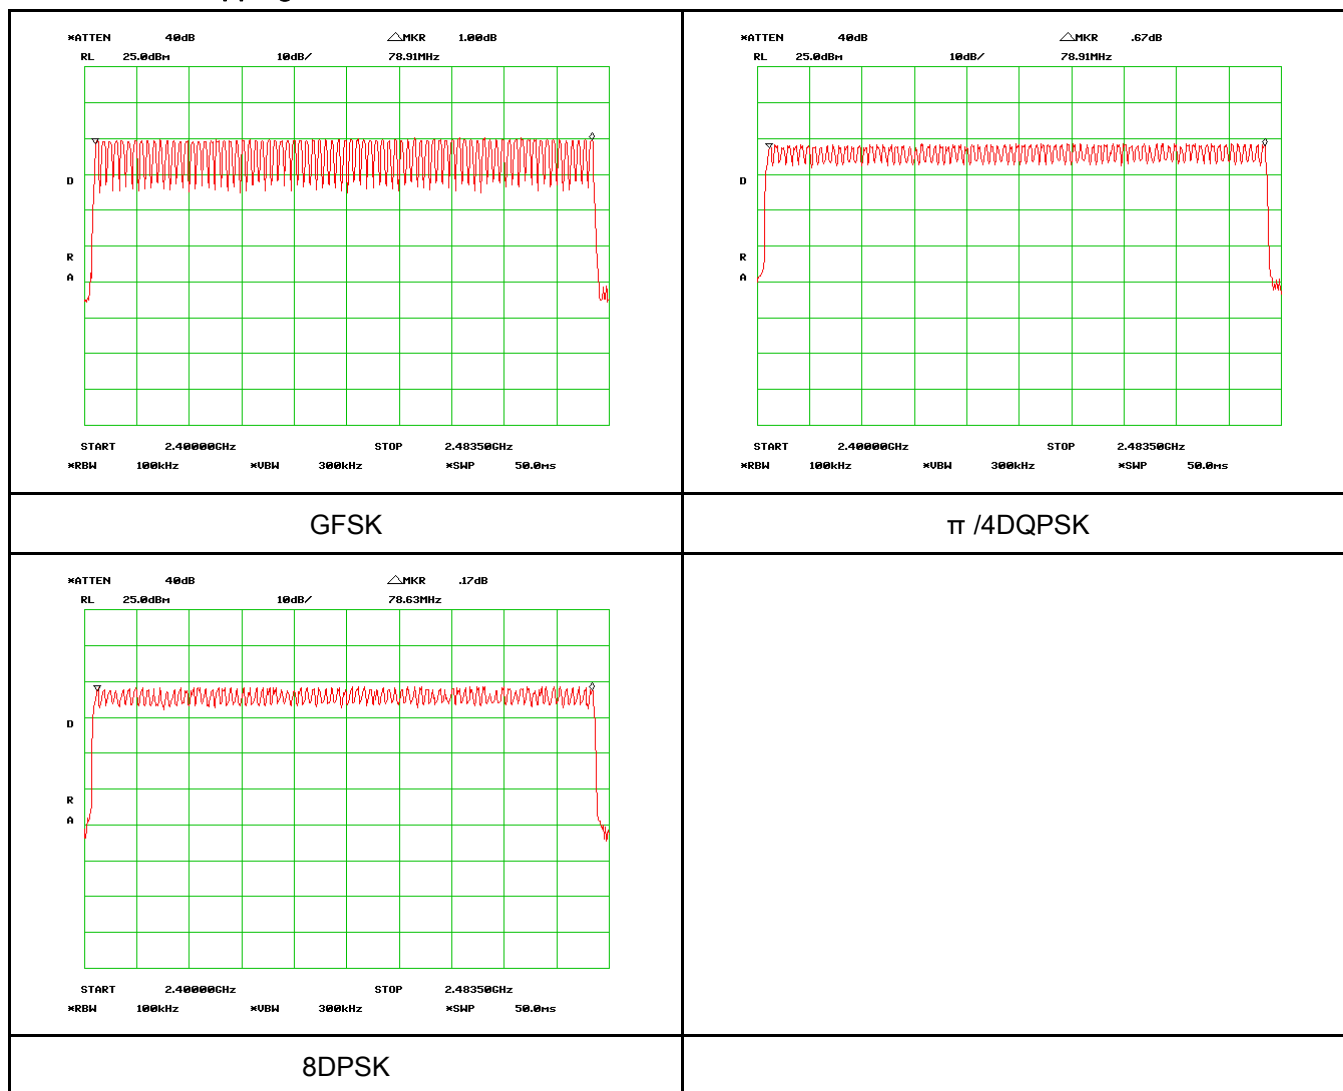 *ATTEN 40dB △MKR 1.00dB
RL 25.0dBm 10dB/ 78.91MHz
D
R
A
START 2.40000GHz STOP 2.48350GHz
*RBW 100kHz *VBW 300kHz *SWP 50.0ms
GFSK
*ATTEN 40dB △MKR .67dB
RL 25.0dBm 10dB/ 78.91MHz
D
R
A
START 2.40000GHz STOP 2.48350GHz
*RBW 100kHz *VBW 300kHz *SWP 50.0ms
π /4DQPSK
*ATTEN 40dB △MKR .17dB
RL 25.0dBm 10dB/ 78.63MHz
D
R
A
START 2.40000GHz STOP 2.48350GHz
*RBW 100kHz *VBW 300kHz *SWP 50.0ms
8DPSK